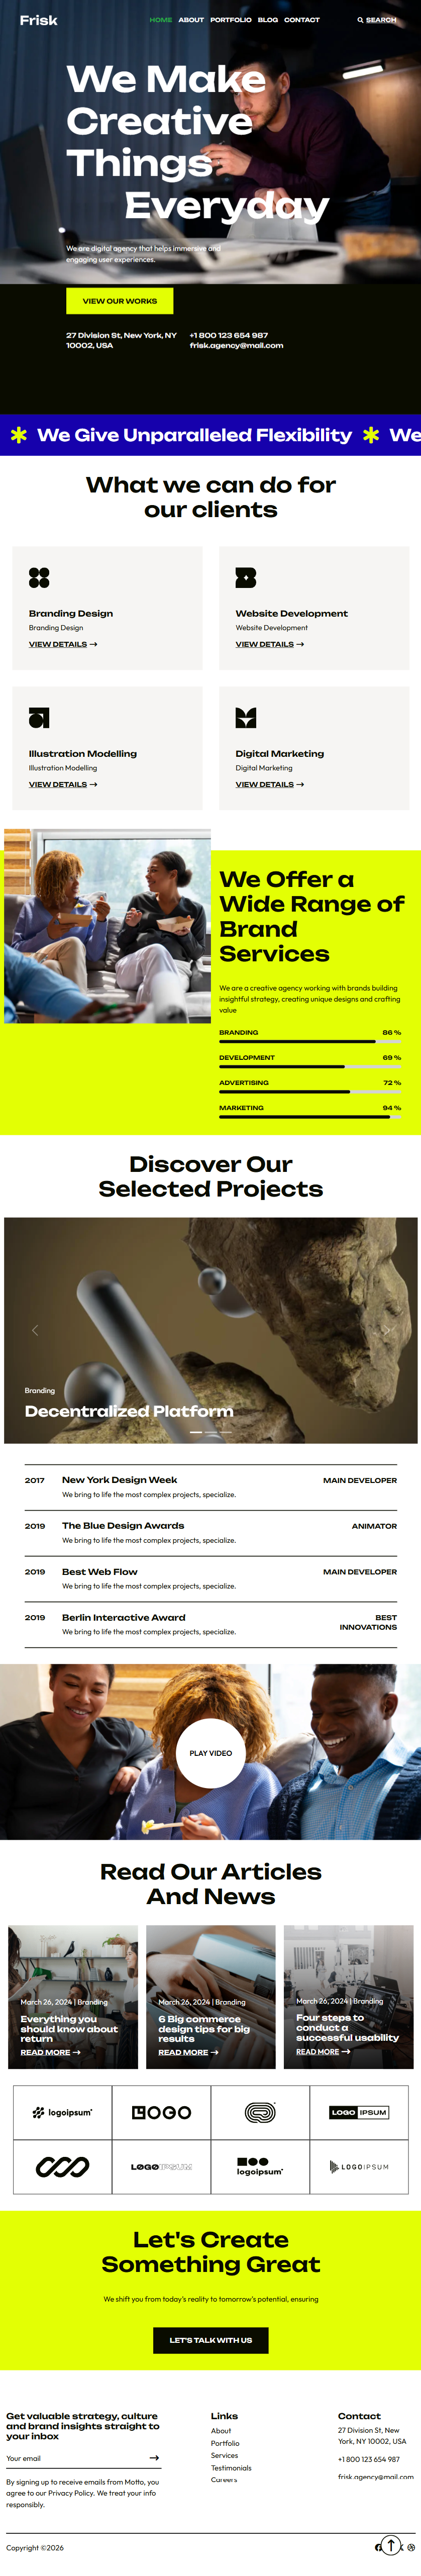 Frisk
HOME ABOUT PORTFOLIO BLOG CONTACT
SEARCH
We Make
Creative
Things
Everyday
We are digital agency that helps immersive and
engaging user experiences.
VIEW OUR WORKS
27 Division St, New York, NY
10002, USA
+1 800 123 654 987
frisk.agency@mail.com
We Give Unparalleled Flexibility
We
What we can do for
our clients
Branding Design
Branding Design
VIEW DETAILS
Website Development
Website Development
VIEW DETAILS
Illustration Modelling
Illustration Modelling
VIEW DETAILS
Digital Marketing
Digital Marketing
VIEW DETAILS
We Offer a
Wide Range of
Brand
Services
We are a creative agency working with brands building
insightful strategy, creating unique designs and crafting
value
BRANDING 86 %
DEVELOPMENT 69 %
ADVERTISING 72 %
MARKETING 94 %
Discover Our
Selected Projects
Branding
Decentralized Platform
2017 New York Design Week MAIN DEVELOPER
We bring to life the most complex projects, specialize.
2019 The Blue Design Awards ANIMATOR
We bring to life the most complex projects, specialize.
2019 Best Web Flow MAIN DEVELOPER
We bring to life the most complex projects, specialize.
2019 Berlin Interactive Award BEST
INNOVATIONS
We bring to life the most complex projects, specialize.
PLAY VIDEO
Read Our Articles
And News
March 26, 2024 | Branding
Everything you
should know about
return
READ MORE
March 26, 2024 | Branding
6 Big commerce
design tips for big
results
READ MORE
March 26, 2024 | Branding
Four steps to
conduct a
successful usability
READ MORE
logoipsum
LOGO
LOGO IPSUM
LOGOIPSUM
logoipsum
LOGOIPSUM
Let's Create
Something Great
We shift you from today's reality to tomorrow's potential, ensuring
LET'S TALK WITH US
Get valuable strategy, culture
and brand insights straight to
your inbox
Your email
By signing up to receive emails from Motto, you
agree to our Privacy Policy. We treat your info
responsibly.
Links
About
Portfolio
Services
Testimonials
Careers
Contact
27 Division St, New
York, NY 10002, USA
+1 800 123 654 987
frisk.agency@mail.com
Copyright ©2026